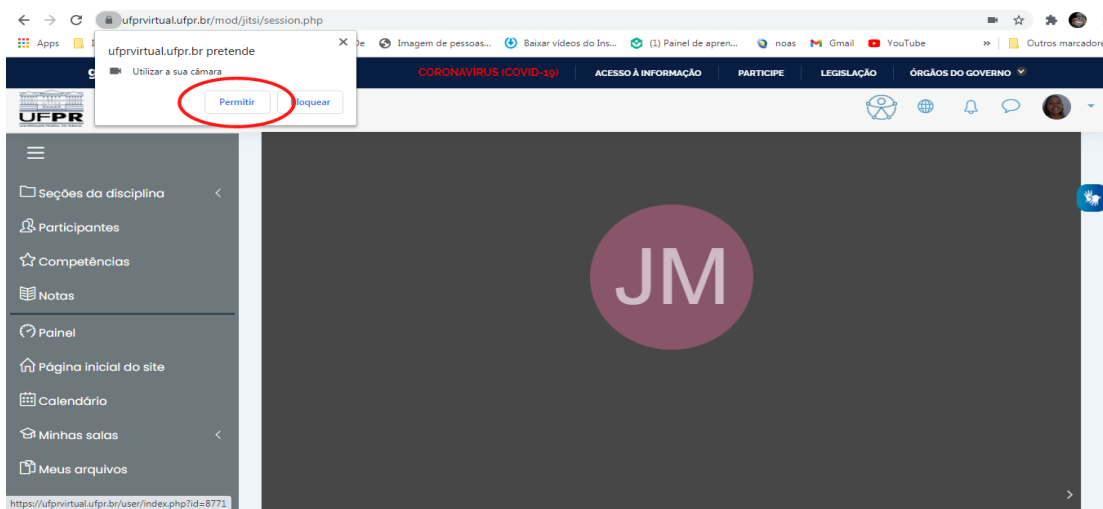 ufprvirtual.ufpr.br/mod/jitsi/session.php
Apps
Imagem de pessoas...
Baixar vídeos do Ins...
(1) Painel de apren...
noas
Gmail
YouTube
»
Outros marcadore
ufprvirtual.ufpr.br pretende
Utilizar a sua câmara
Permitir
Bloquear
g
CORONAVÍRUS (COVID-19)
ACESSO À INFORMAÇÃO
PARTICIPE
LEGISLAÇÃO
ÓRGÃOS DO GOVERNO
UFPR
Seções da disciplina
Participantes
Competências
Notas
Painel
Página inicial do site
Calendário
Minhas salas
Meus arquivos
JM
https://ufprvirtual.ufpr.br/user/index.php?id=8771